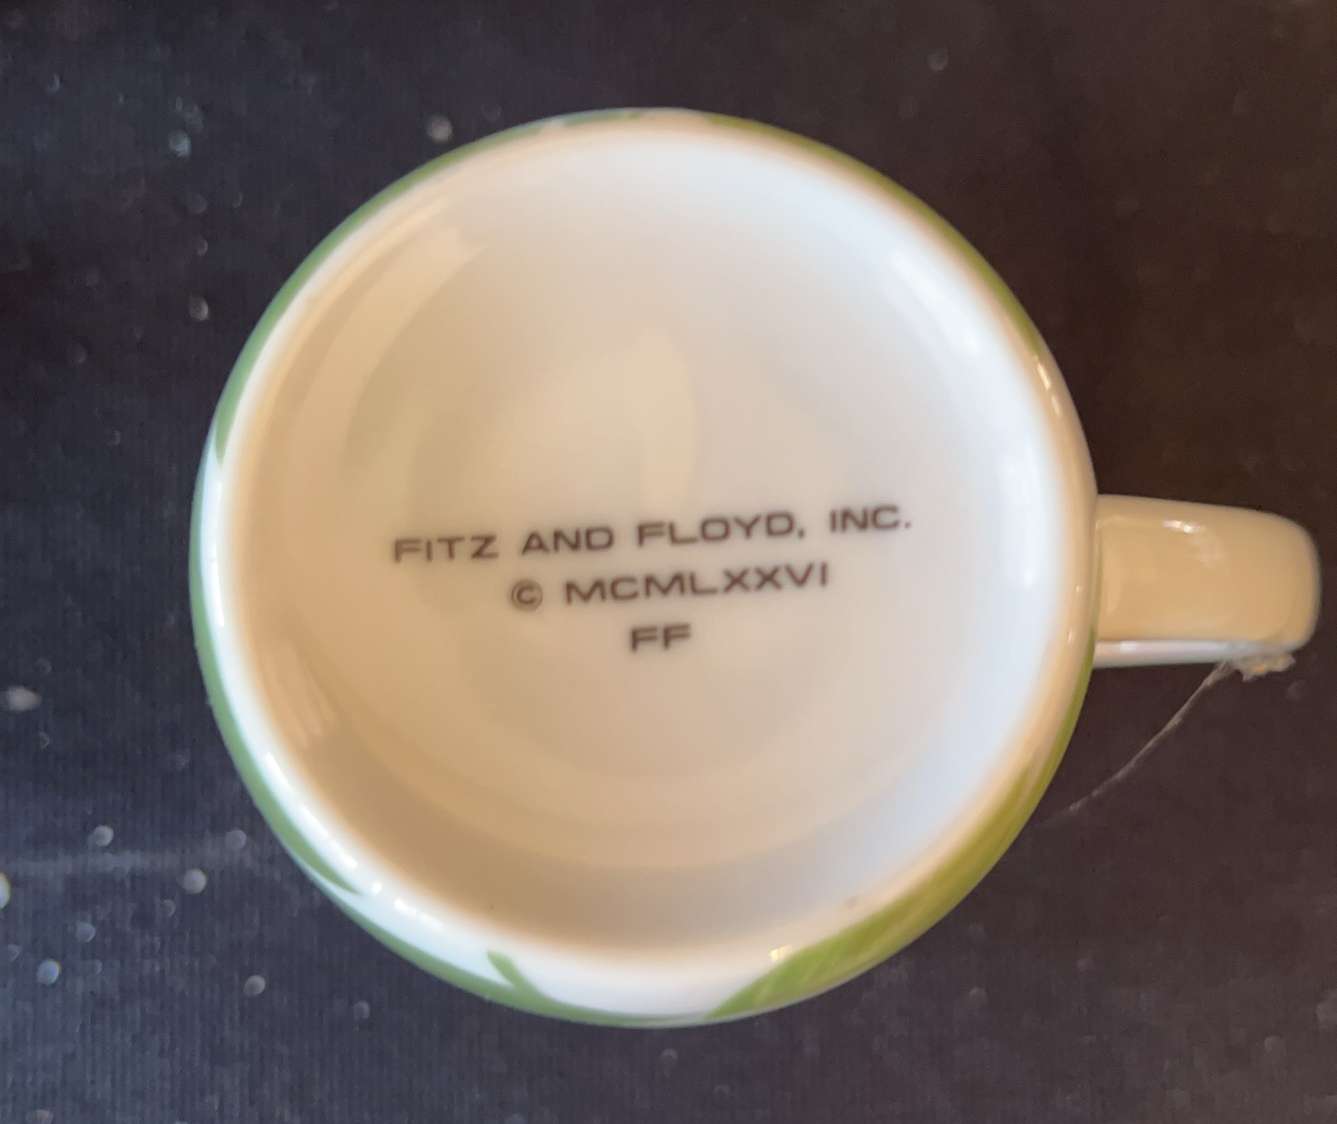 FITZ AND FLOYD, INC.
© MCMLXXVI
FF